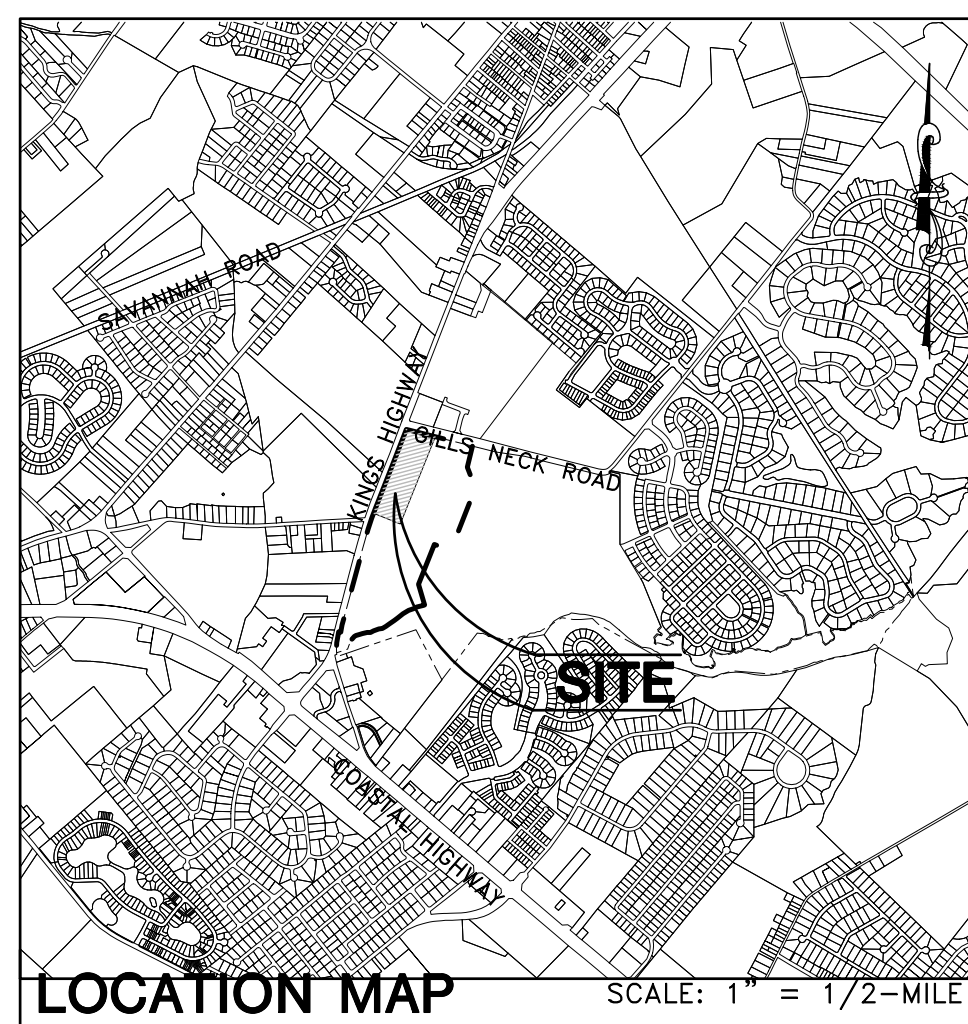 SAVANNAH ROAD
KINGS HIGHWAY
GILLS NECK ROAD
SITE
COASTAL HIGHWAY
LOCATION MAP
SCALE: 1" = 1/2-MILE